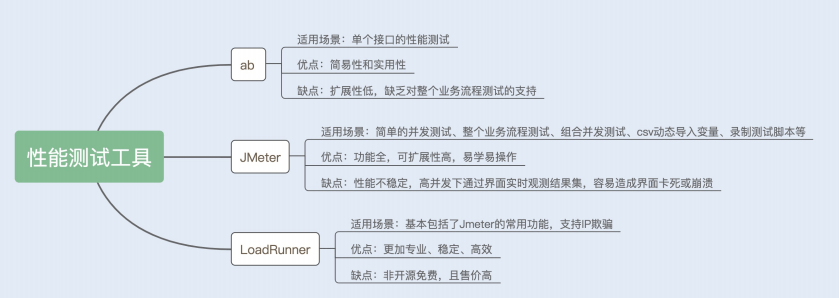 性能测试工具
ab
适用场景：单个接口的性能测试
优点：简易性和实用性
缺点：扩展性低，缺乏对整个业务流程测试的支持
JMeter
适用场景：简单的并发测试、整个业务流程测试、组合并发测试、csv动态导入变量、录制测试脚本等
优点：功能全，可扩展性高，易学易操作
缺点：性能不稳定，高并发下通过界面实时观测结果集，容易造成界面卡死或崩溃
LoadRunner
适用场景：基本包括了Jmeter的常用功能，支持IP欺骗
优点：更加专业、稳定、高效
缺点：非开源免费，且售价高